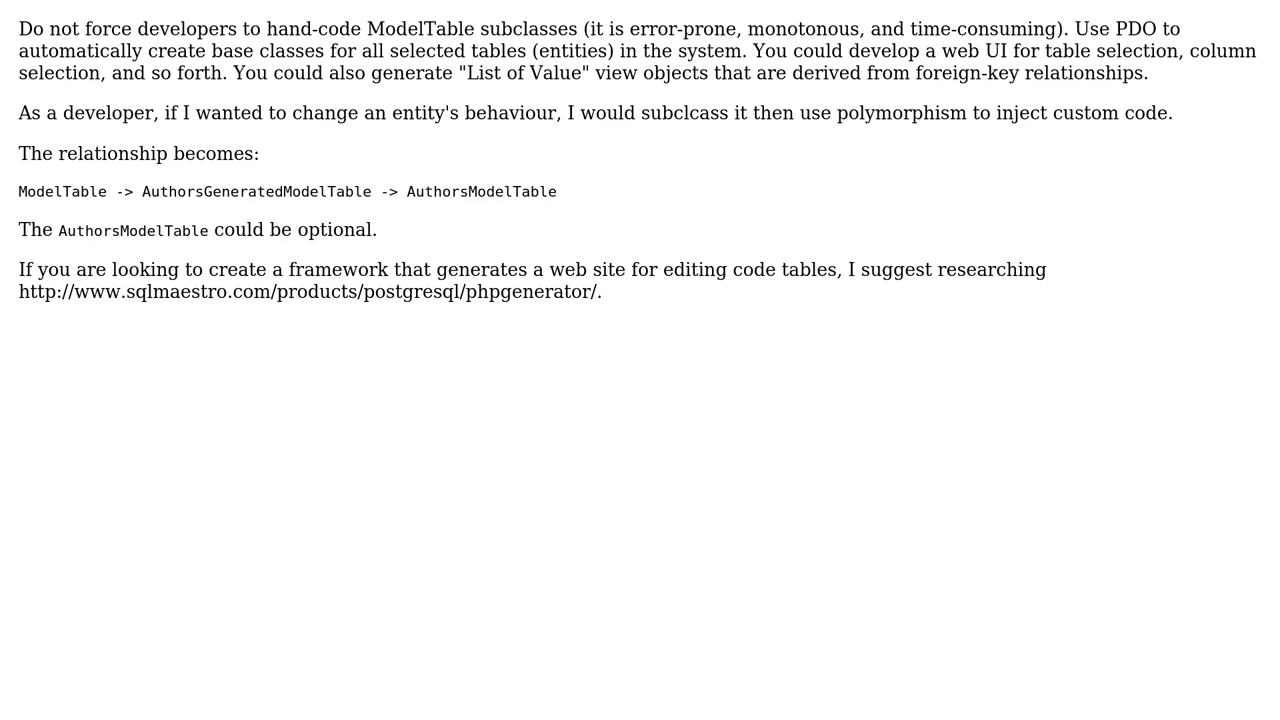 Do not force developers to hand-code ModelTable subclasses (it is error-prone, monotonous, and time-consuming). Use PDO to
automatically create base classes for all selected tables (entities) in the system. You could develop a web UI for table selection, column
selection, and so forth. You could also generate "List of Value" view objects that are derived from foreign-key relationships.
As a developer, if I wanted to change an entity's behaviour, I would subclcass it then use polymorphism to inject custom code.
The relationship becomes:
ModelTable -> AuthorsGeneratedModelTable -> AuthorsModelTable
The AuthorsModelTable could be optional.
If you are looking to create a framework that generates a web site for editing code tables, I suggest researching
http://www.sqlmaestro.com/products/postgresql/phpgenerator/.